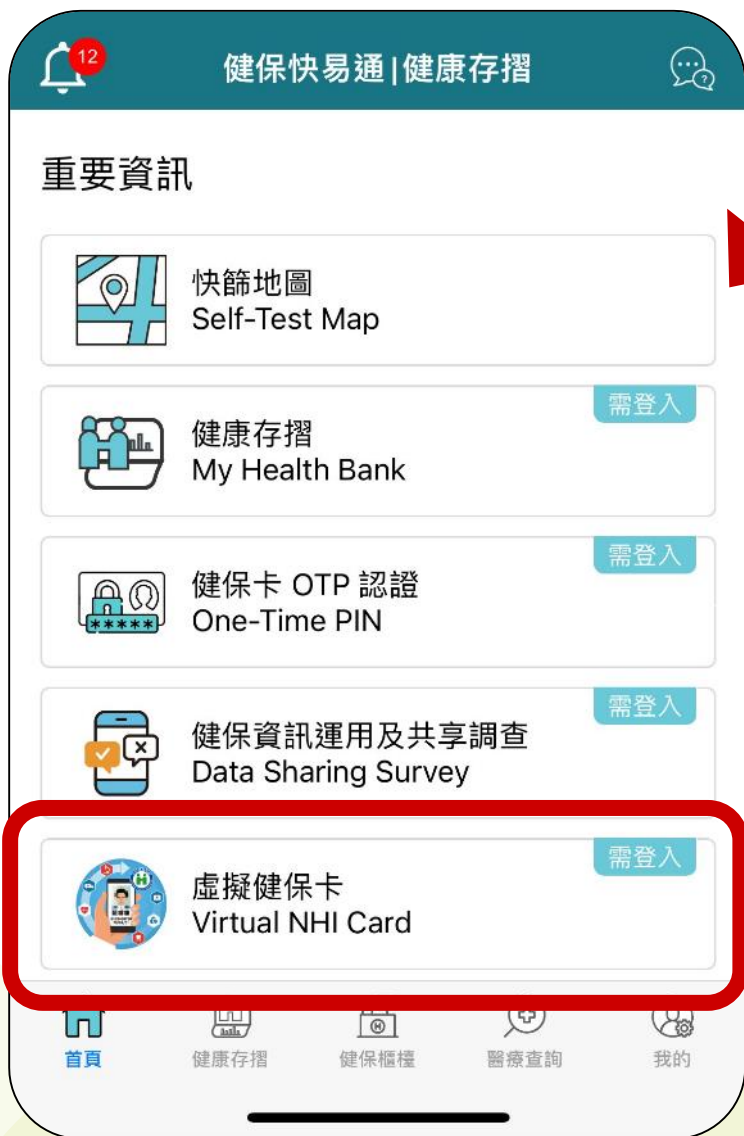 12
健保快易通|健康存摺
重要資訊
快篩地圖
Self-Test Map
需登入
健康存摺
My Health Bank
需登入
健保卡 OTP 認證
One-Time PIN
需登入
健保資訊運用及共享調查
Data Sharing Survey
需登入
虛擬健保卡
Virtual NHI Card
首頁
健康存摺
健保櫃檯
醫療查詢
我的